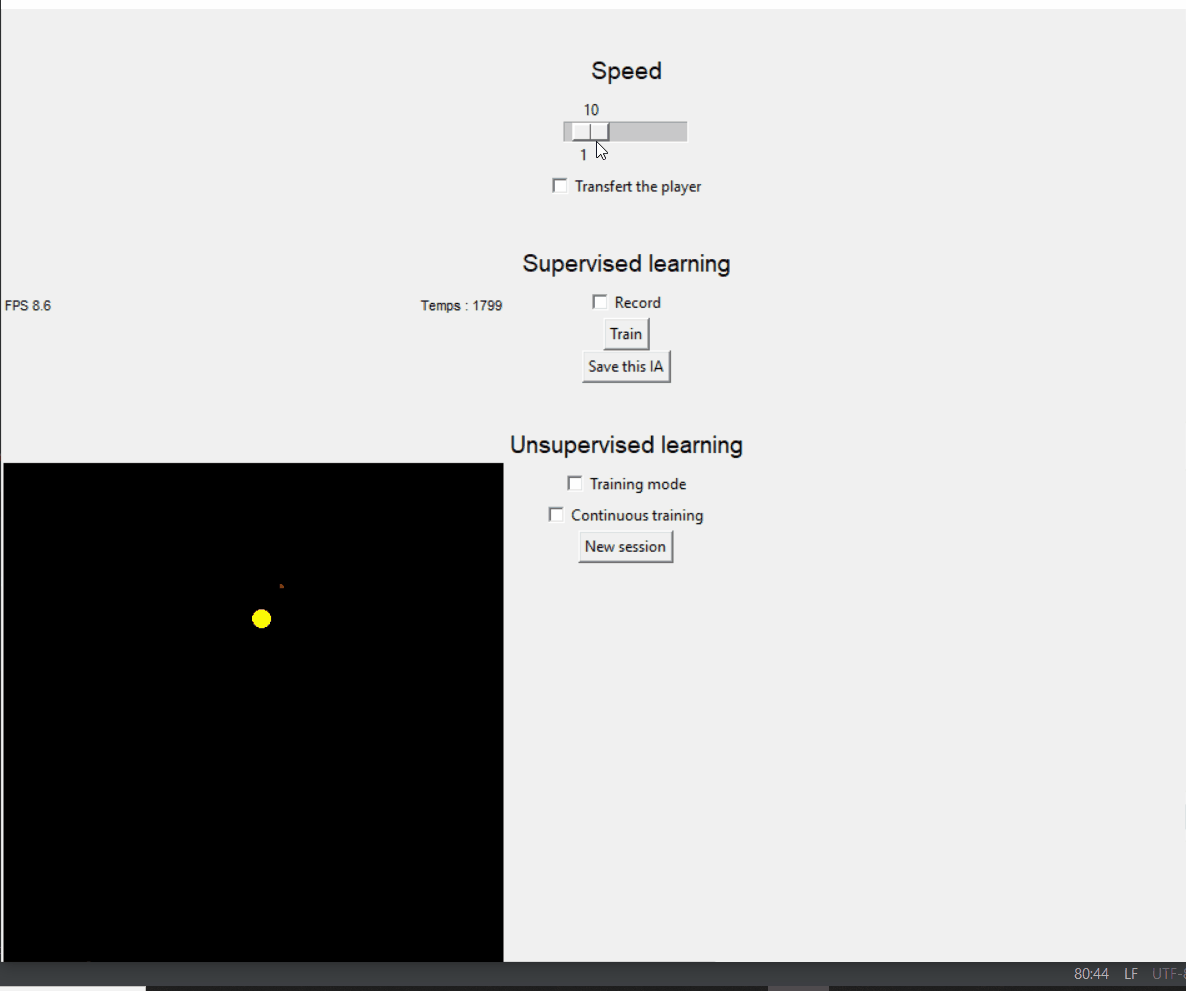 Speed
10
1
Transfert the player
Supervised learning
FPS 8.6
Temps : 1799
Record
Train
Save this IA
Unsupervised learning
Training mode
Continuous training
New session
80:44 LF UTF-8